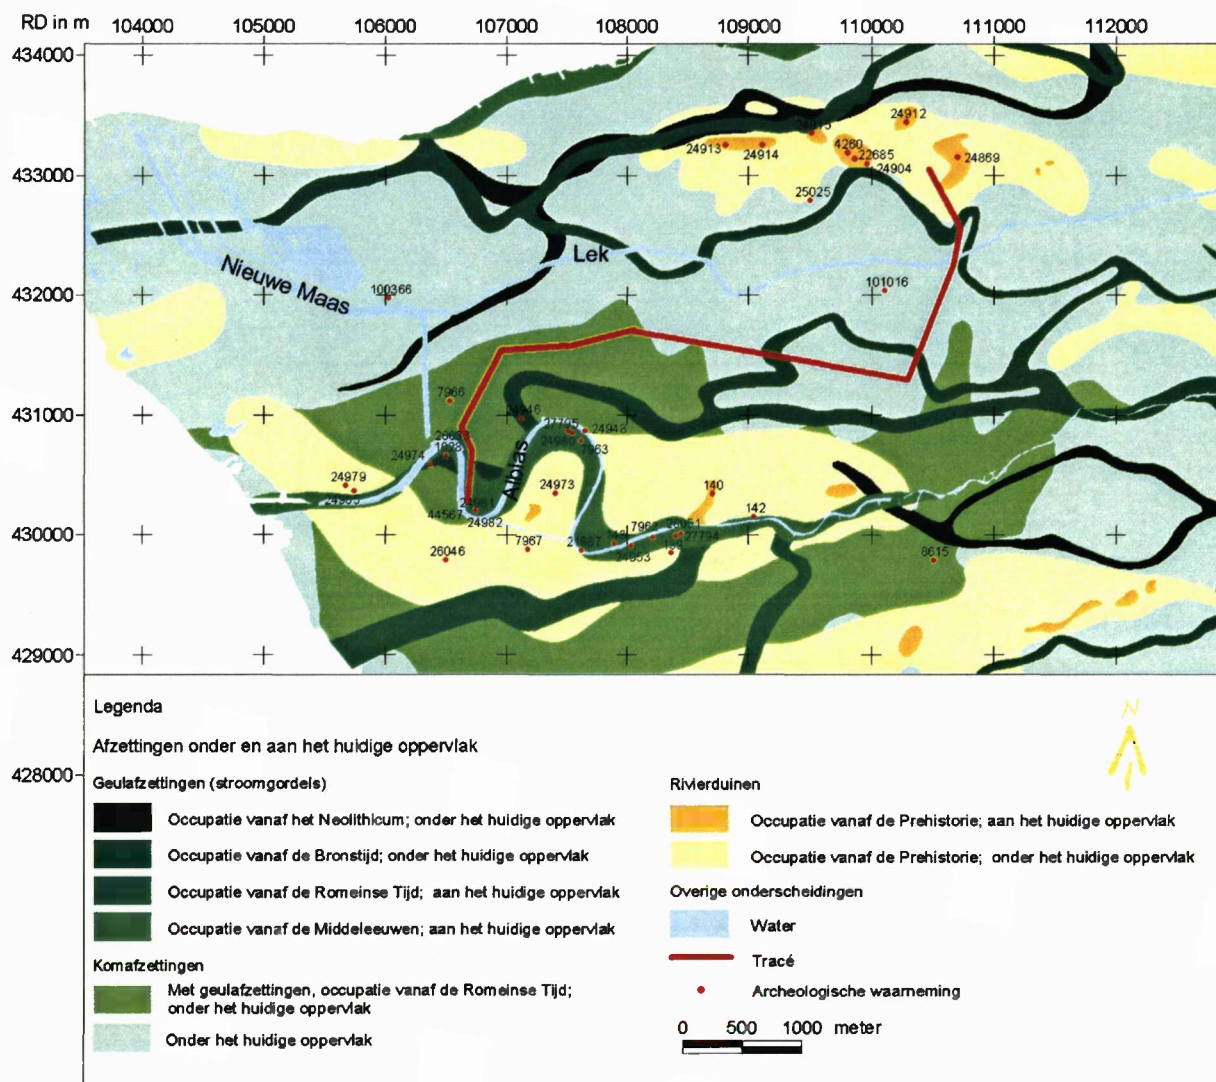 RD in m 104000 105000 106000 107000 108000 109000 110000 111000 112000
434000
24912
24913
24914
4260
22685
24904
24869
433000
25025
Lek
Nieuwe Maas
432000
100366
101016
7966
431000
24946
24948
7963
24974
Alblas
24979
24973
140
44567
24982
142
430000
7967
27794
24953
26046
8615
429000
Legenda
Afzettingen onder en aan het huidige oppervlak
428000
Geulafzettingen (stroomgordels)
Occupatie vanaf het Neolithicum; onder het huidige oppervlak
Occupatie vanaf de Bronstijd; onder het huidige oppervlak
Occupatie vanaf de Romeinse Tijd; aan het huidige oppervlak
Occupatie vanaf de Middeleeuwen; aan het huidige oppervlak
Komafzettingen
Met geulafzettingen, occupatie vanaf de Romeinse Tijd;
onder het huidige oppervlak
Onder het huidige oppervlak
Rivierduinen
Occupatie vanaf de Prehistorie; aan het huidige oppervlak
Occupatie vanaf de Prehistorie; onder het huidige oppervlak
Overige onderscheidingen
Water
Tracé
Archeologische waarneming
0 500 1000 meter
N